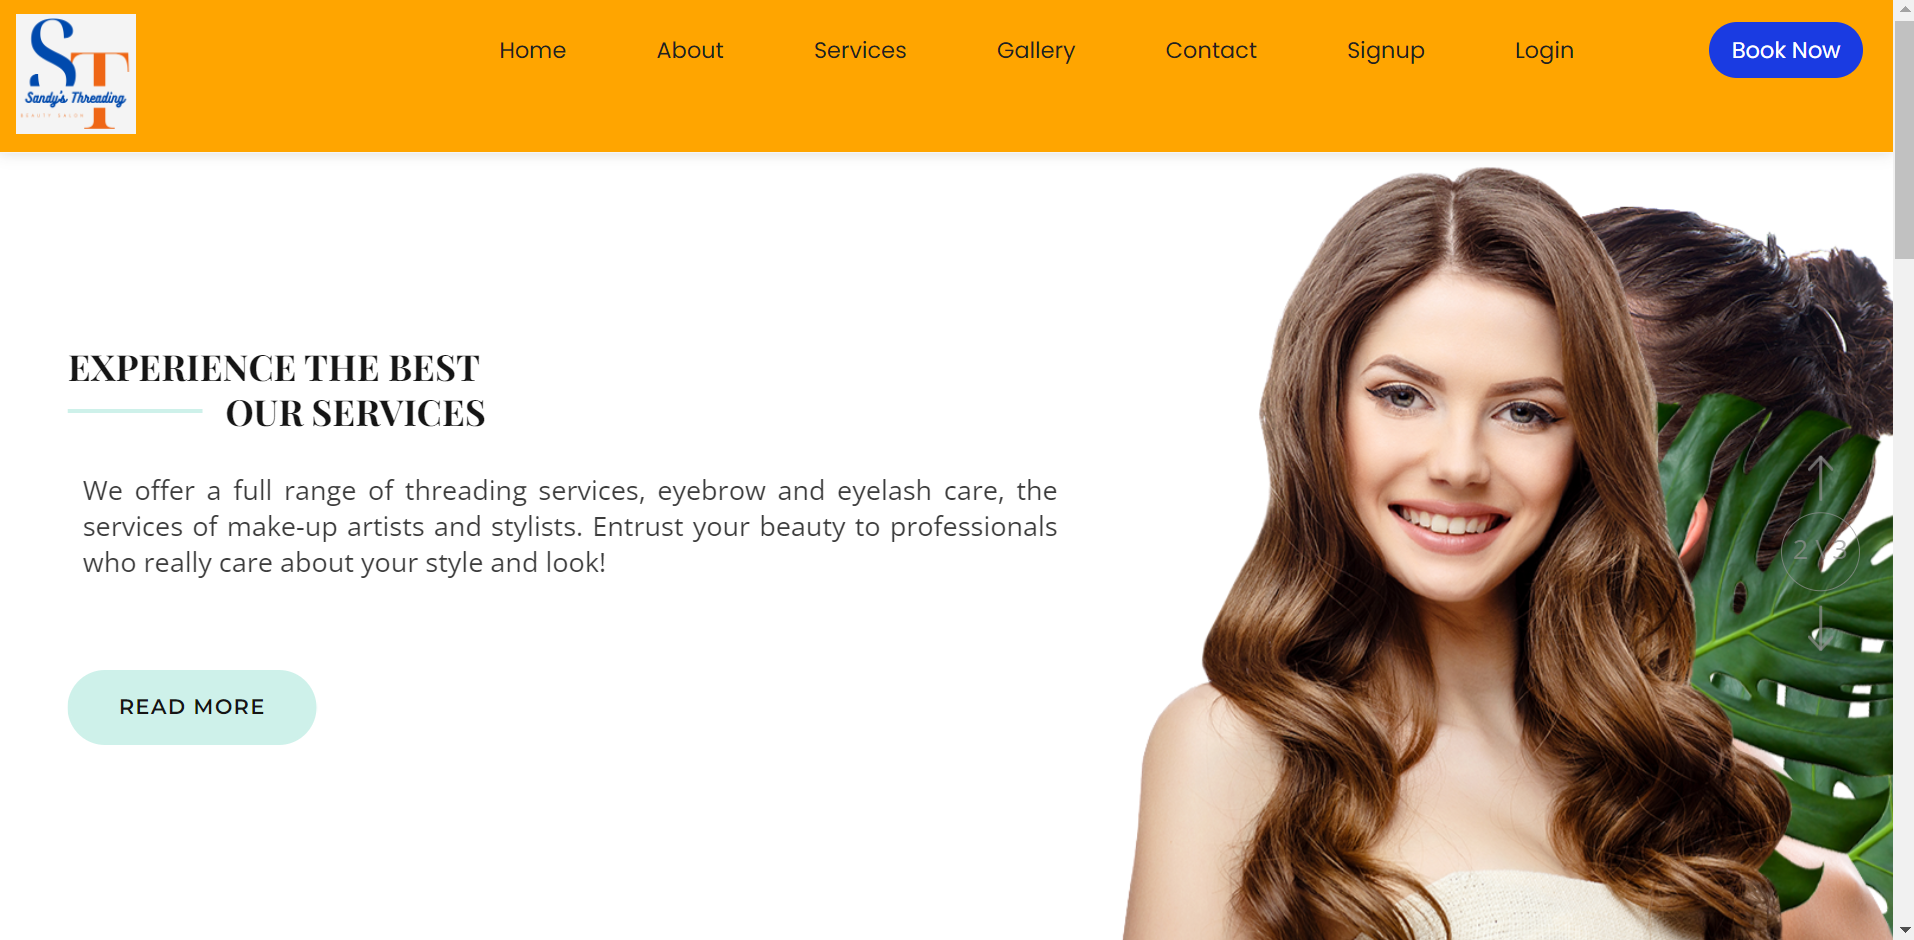 ST
Sandy's Threading
BEAUTY SALON
Home
About
Services
Gallery
Contact
Signup
Login
Book Now
EXPERIENCE THE BEST
OUR SERVICES
We offer a full range of threading services, eyebrow and eyelash care, the
services of make-up artists and stylists. Entrust your beauty to professionals
who really care about your style and look!
READ MORE
2 \ 3